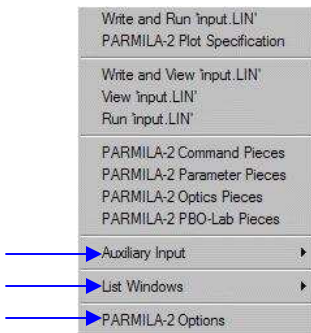 Write and Run 'input.LIN'
PARMILA-2 Plot Specification
Write and View 'input.LIN'
View 'input.LIN'
Run 'input.LIN'
PARMILA-2 Command Pieces
PARMILA-2 Parameter Pieces
PARMILA-2 Optics Pieces
PARMILA-2 PBO-Lab Pieces
Auxiliary Input
List Windows
PARMILA-2 Options